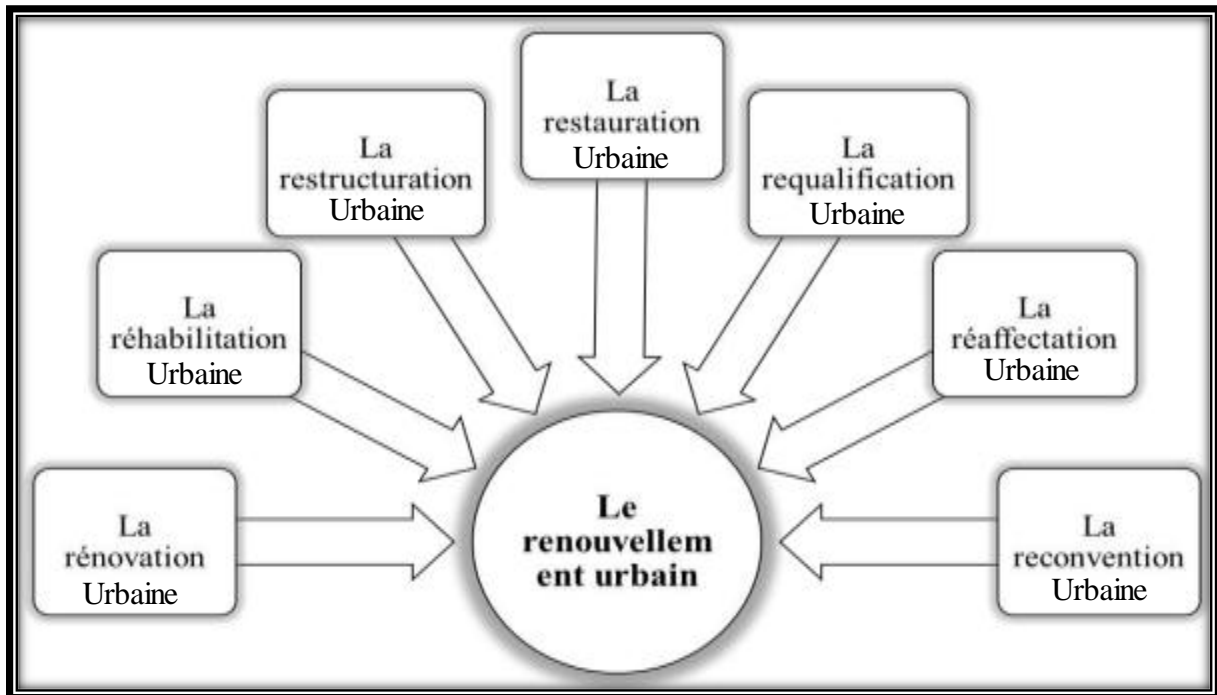 La
restauration
Urbaine
La
restructuration
Urbaine
La
requalification
Urbaine
La
réhabilitation
Urbaine
La
réaffectation
Urbaine
La
rénovation
Urbaine
Le
renouvellem
ent urbain
La
reconvention
Urbaine